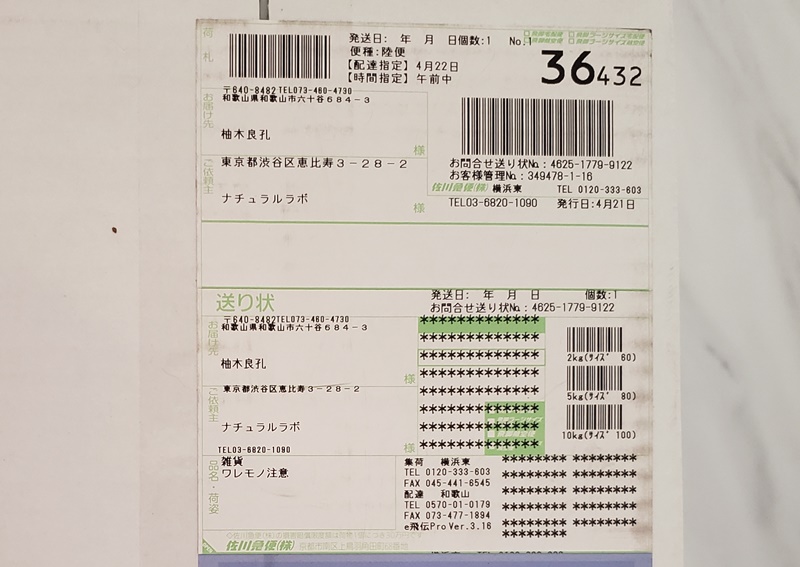 荷札
発送日: 年 月 日個数:1 No.1
便種:陸便
【配達指定】 4月22日
【時間指定】 午前中
36432
お届け先
〒640-8482 TEL073-460-4730
和歌山県和歌山市六十谷684-3
柚木良孔
様
ご依頼主
東京都渋谷区恵比寿3-28-2
ナチュラルラボ
様
お問合せ送り状No.: 4625-1779-9122
お客様管理No.: 349478-1-16
佐川急便(株) 横浜東 TEL 0120-333-603
TEL03-6820-1090 発行日:4月21日
送り状
発送日: 年 月 日 個数:1
お問合せ送り状No.: 4625-1779-9122
お届け先
〒640-8482TEL073-460-4730
和歌山県和歌山市六十谷684-3
柚木良孔
様
ご依頼主
東京都渋谷区恵比寿3-28-2
ナチュラルラボ
様
TEL03-6820-1090
2kg(サイズ 60)
5kg(サイズ 80)
10kg(サイズ 100)
品名・荷姿
雑貨
ワレモノ注意
集荷 横浜東
TEL 0120-333-603
FAX 045-441-6545
配達 和歌山
TEL 0570-01-0179
FAX 073-477-1894
e飛伝Pro Ver.3.16
佐川急便(株)